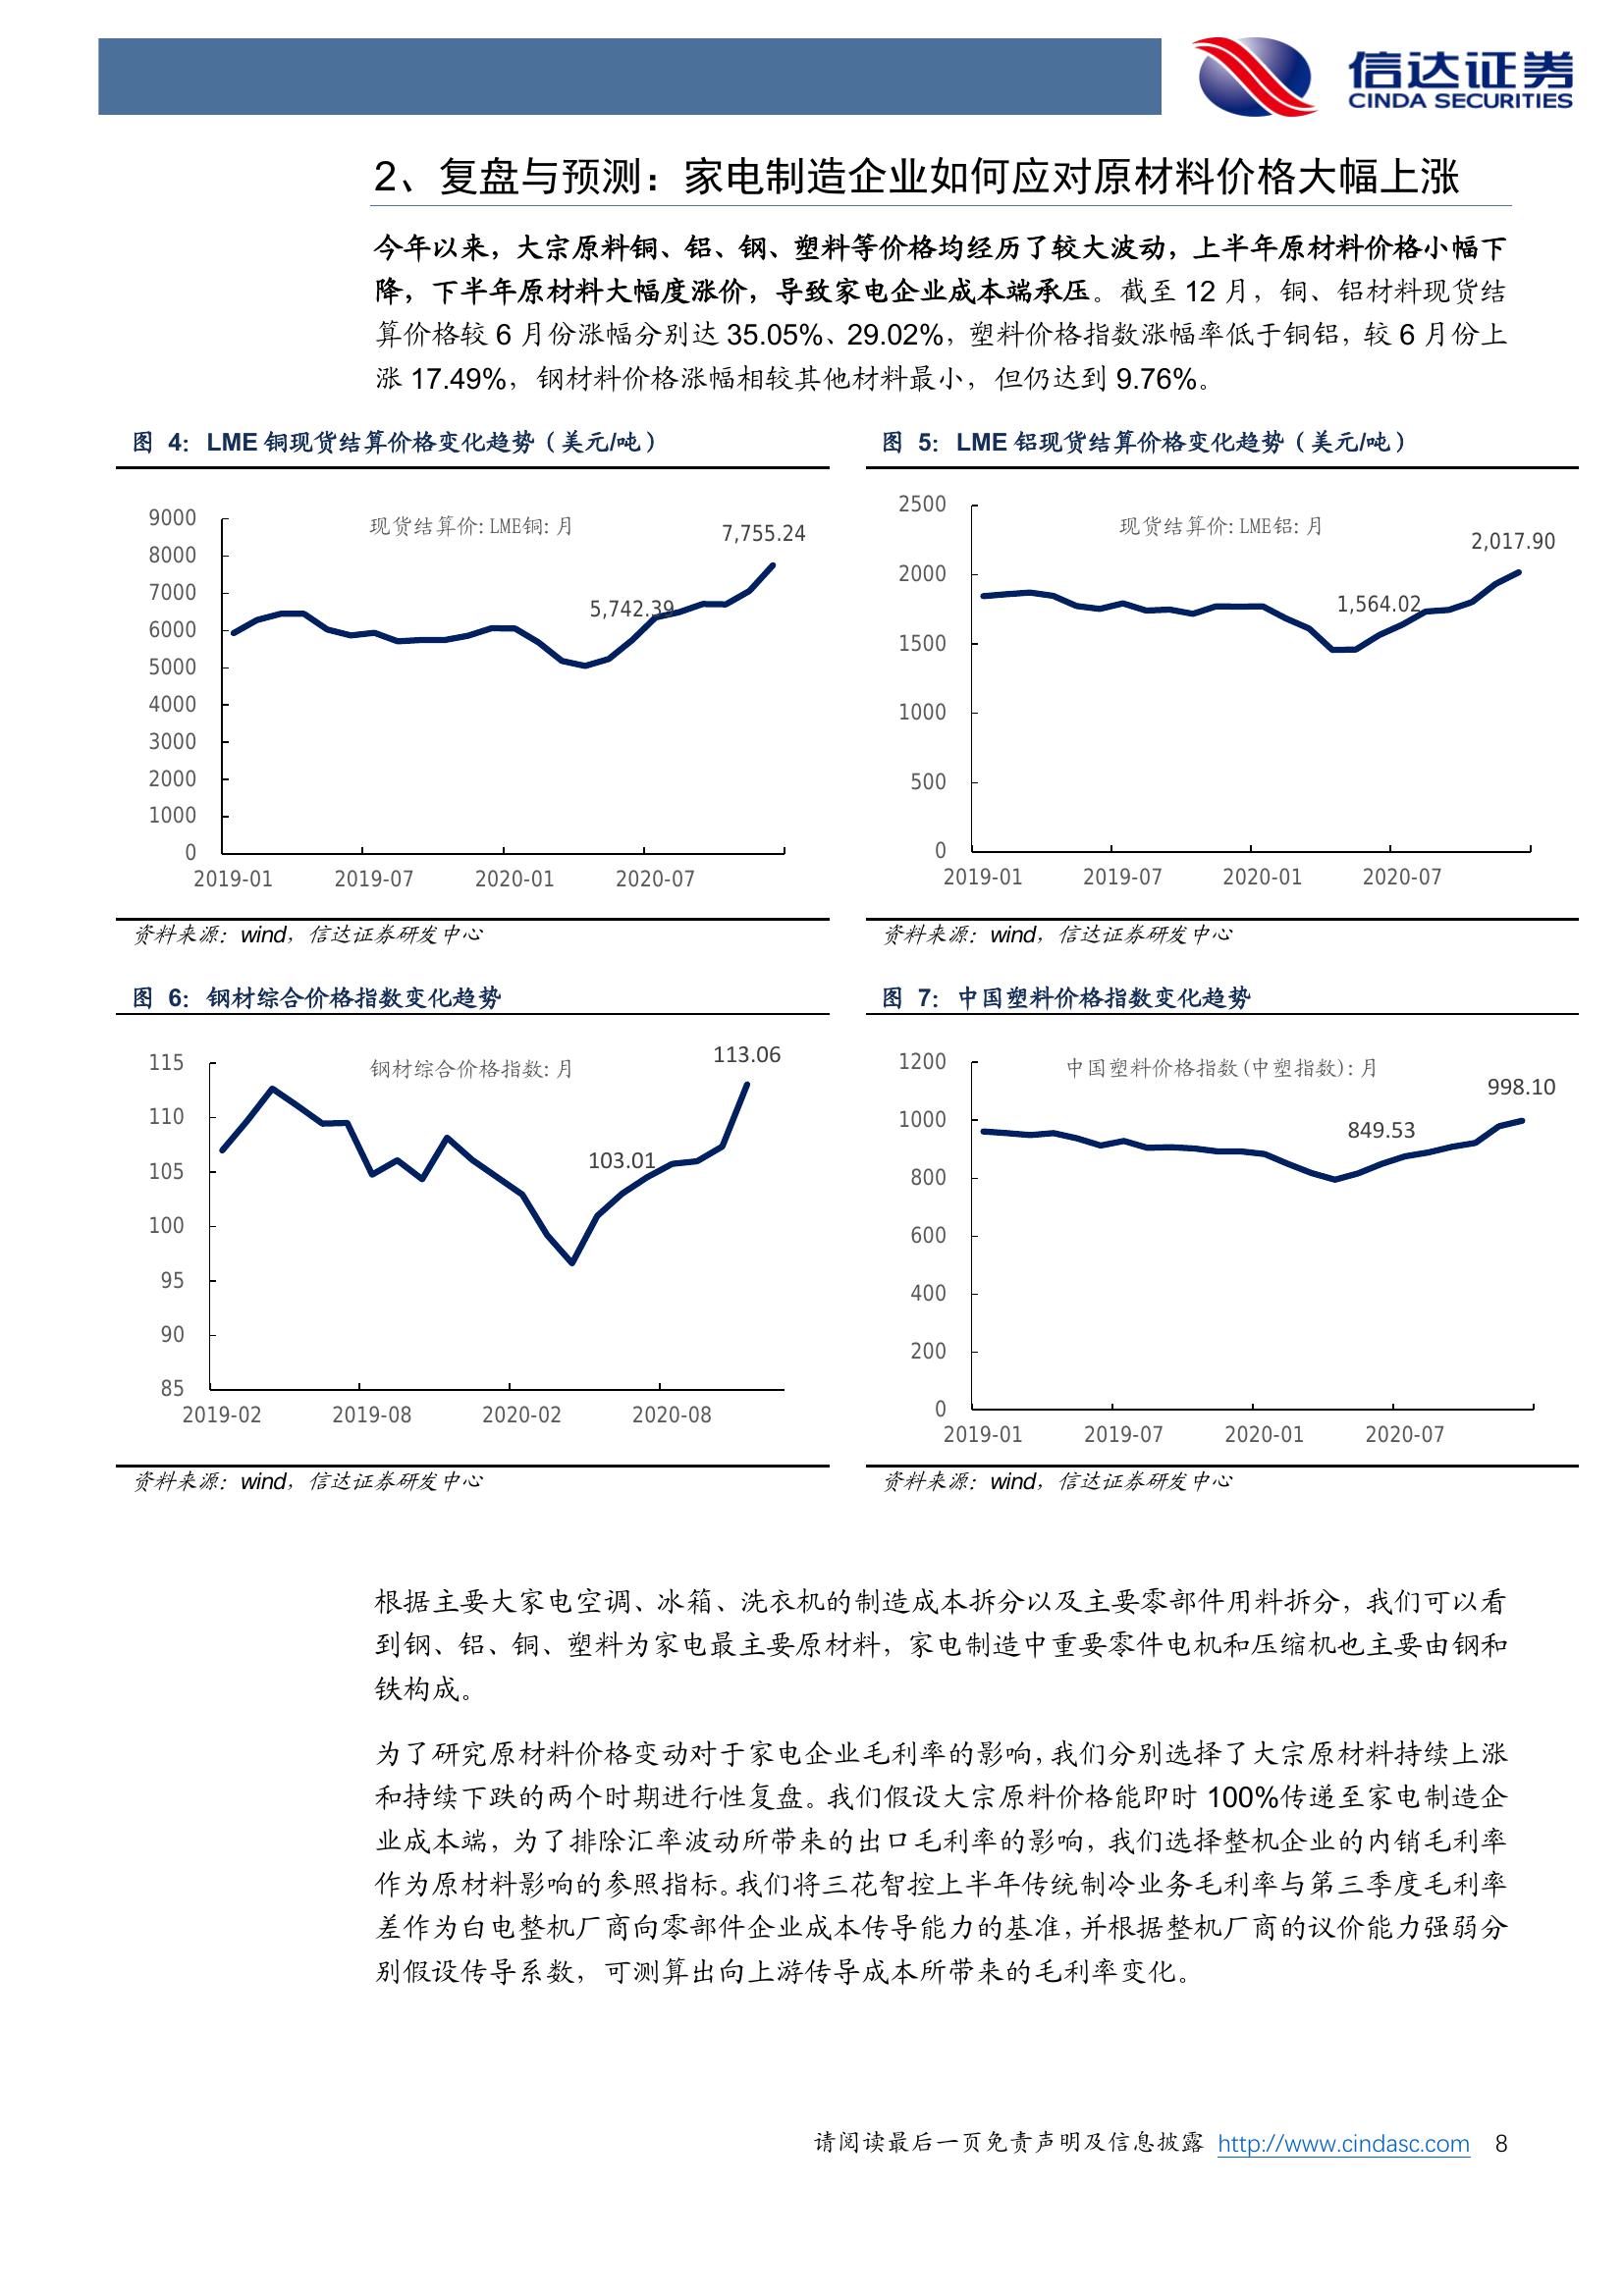 信达证券
CINDA SECURITIES
2、复盘与预测：家电制造企业如何应对原材料价格大幅上涨
今年以来，大宗原料铜、铝、钢、塑料等价格均经历了较大波动，上半年原材料价格小幅下
降，下半年原材料大幅度涨价，导致家电企业成本端承压。截至 12 月，铜、铝材料现货结
算价格较 6 月份涨幅分别达 35.05%、29.02%，塑料价格指数涨幅率低于铜铝，较 6 月份上
涨 17.49%，钢材料价格涨幅相较其他材料最小，但仍达到 9.76%。
图 4：LME 铜现货结算价格变化趋势（美元/吨）
现货结算价:LME铜:月
9000
8000
7000
6000
5000
4000
3000
2000
1000
0
5,742.39
7,755.24
2019-01 2019-07 2020-01 2020-07
资料来源：wind，信达证券研发中心
图 5：LME 铝现货结算价格变化趋势（美元/吨）
现货结算价:LME铝:月
2500
2000
1500
1000
500
0
1,564.02
2,017.90
2019-01 2019-07 2020-01 2020-07
资料来源：wind，信达证券研发中心
图 6：钢材综合价格指数变化趋势
钢材综合价格指数:月
115
110
105
100
95
90
85
103.01
113.06
2019-02 2019-08 2020-02 2020-08
资料来源：wind，信达证券研发中心
图 7：中国塑料价格指数变化趋势
中国塑料价格指数(中塑指数):月
1200
1000
800
600
400
200
0
849.53
998.10
2019-01 2019-07 2020-01 2020-07
资料来源：wind，信达证券研发中心
根据主要大家电空调、冰箱、洗衣机的制造成本拆分以及主要零部件用料拆分，我们可以看
到钢、铝、铜、塑料为家电最主要原材料，家电制造中重要零件电机和压缩机也主要由钢和
铁构成。
为了研究原材料价格变动对于家电企业毛利率的影响，我们分别选择了大宗原材料持续上涨
和持续下跌的两个时期进行性复盘。我们假设大宗原料价格能即时 100%传递至家电制造企
业成本端，为了排除汇率波动所带来的出口毛利率的影响，我们选择整机企业的内销毛利率
作为原材料影响的参照指标。我们将三花智控上半年传统制冷业务毛利率与第三季度毛利率
差作为白电整机厂商向零部件企业成本传导能力的基准，并根据整机厂商的议价能力强弱分
别假设传导系数，可测算出向上游传导成本所带来的毛利率变化。
请阅读最后一页免责声明及信息披露 http://www.cindasc.com 8